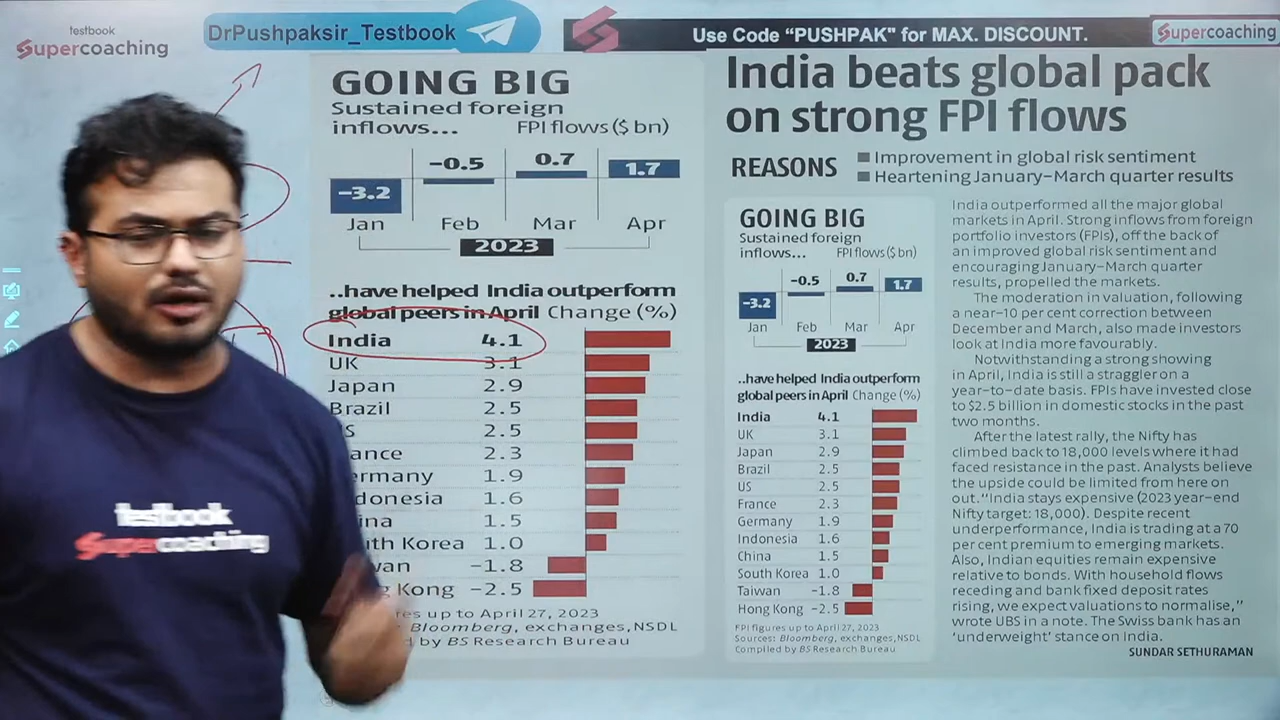 testbook
Supercoaching
DrPushpaksir_Testbook
Use Code “PUSHPAK” for MAX. DISCOUNT.
Supercoaching
GOING BIG
Sustained foreign
inflows... FPI flows ($ bn)
-3.2 -0.5 0.7 1.7
Jan Feb Mar Apr
2023
..have helped India outperform
global peers in April Change (%)
India 4.1
UK 3.1
Japan 2.9
Brazil 2.5
S 2.5
ance 2.3
ermany 1.9
donesia 1.6
ina 1.5
uth Korea 1.0
wan -1.8
g Kong -2.5
res up to April 27, 2023
: Bloomberg, exchanges, NSDL
by BS Research Bureau
India beats global pack
on strong FPI flows
REASONS
Improvement in global risk sentiment
Heartening January–March quarter results
GOING BIG
Sustained foreign
inflows... FPI flows ($ bn)
-3.2 -0.5 0.7 1.7
Jan Feb Mar Apr
2023
..have helped India outperform
global peers in April Change (%)
India 4.1
UK 3.1
Japan 2.9
Brazil 2.5
US 2.5
France 2.3
Germany 1.9
Indonesia 1.6
China 1.5
South Korea 1.0
Taiwan -1.8
Hong Kong -2.5
FPI figures up to April 27, 2023
Sources: Bloomberg, exchanges, NSDL
Compiled by BS Research Bureau
India outperformed all the major global
markets in April. Strong inflows from foreign
portfolio investors (FPIs), off the back of
an improved global risk sentiment and
encouraging January–March quarter
results, propelled the markets.
The moderation in valuation, following
a near–10 per cent correction between
December and March, also made investors
look at India more favourably.
Notwithstanding a strong showing
in April, India is still a straggler on a
year-to-date basis. FPIs have invested close
to $2.5 billion in domestic stocks in the past
two months.
After the latest rally, the Nifty has
climbed back to 18,000 levels where it had
faced resistance in the past. Analysts believe
the upside could be limited from here on
out. “India stays expensive (2023 year-end
Nifty target: 18,000). Despite recent
underperformance, India is trading at a 70
per cent premium to emerging markets.
Also, Indian equities remain expensive
relative to bonds. With household flows
receding and bank fixed deposit rates
rising, we expect valuations to normalise,”
wrote UBS in a note. The Swiss bank has an
‘underweight’ stance on India.
SUNDAR SETHURAMAN
testbook
Supercoaching